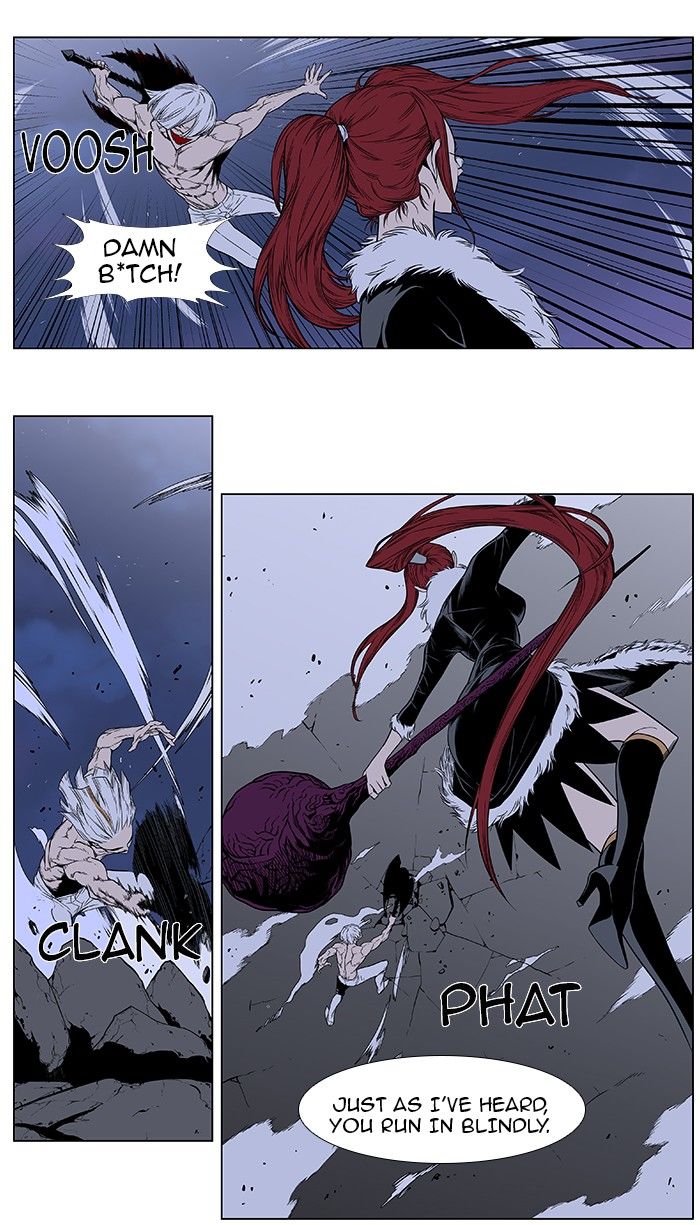 VOOSH
DAMN
B*TCH!
CLANK
PHAT
JUST AS I'VE HEARD,
YOU RUN IN BLINDLY.